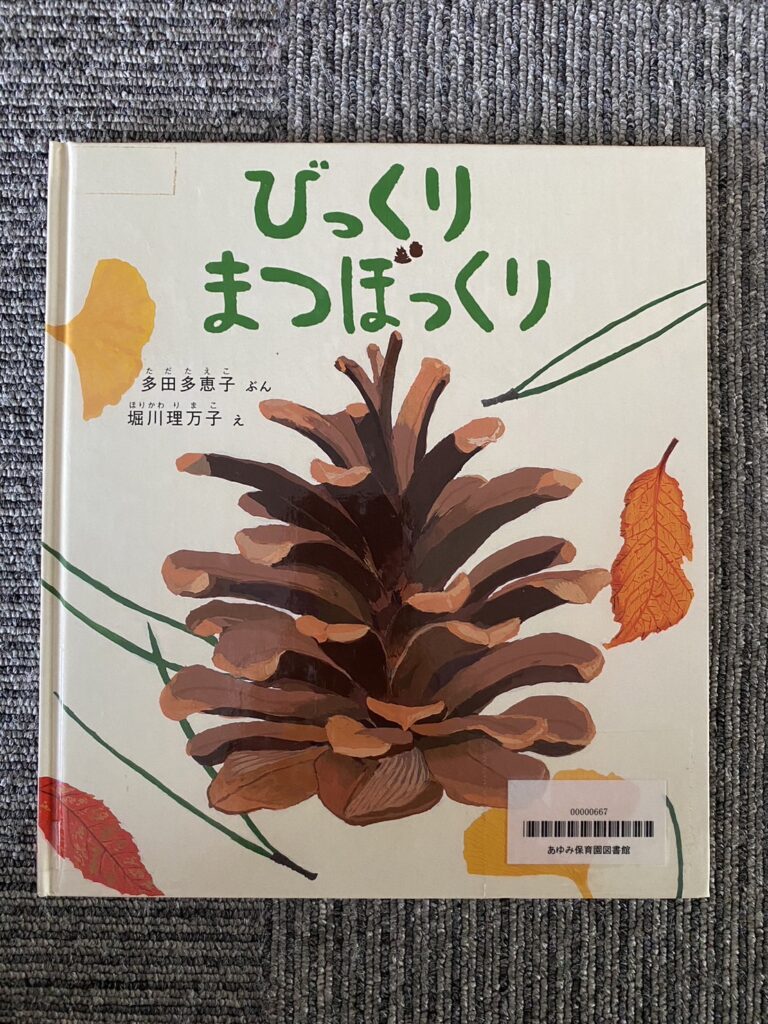 びっくり
まつぼっくり
ただたえこ
多田多恵子 ぶん
ほりかわりまこ
堀川理万子 え
00000667
あゆみ保育園図書館